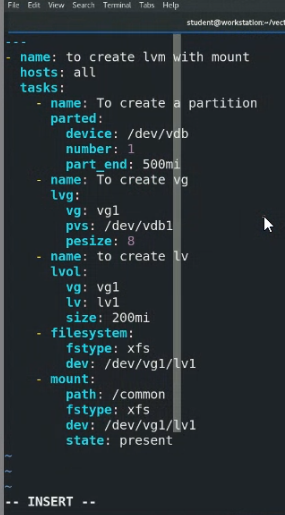 File Edit View Search Terminal Tabs Help
student@workstation:~/vect
---
- name: to create lvm with mount
  hosts: all
  tasks:
    - name: To create a partition
      parted:
        device: /dev/vdb
        number: 1
        part_end: 500mi
    - name: To create vg
      lvg:
        vg: vg1
        pvs: /dev/vdb1
        pesize: 8
    - name: to create lv
      lvol:
        vg: vg1
        lv: lv1
        size: 200mi
    - filesystem:
        fstype: xfs
        dev: /dev/vg1/lv1
    - mount:
        path: /common
        fstype: xfs
        dev: /dev/vg1/lv1
        state: present
~
~
~
-- INSERT --